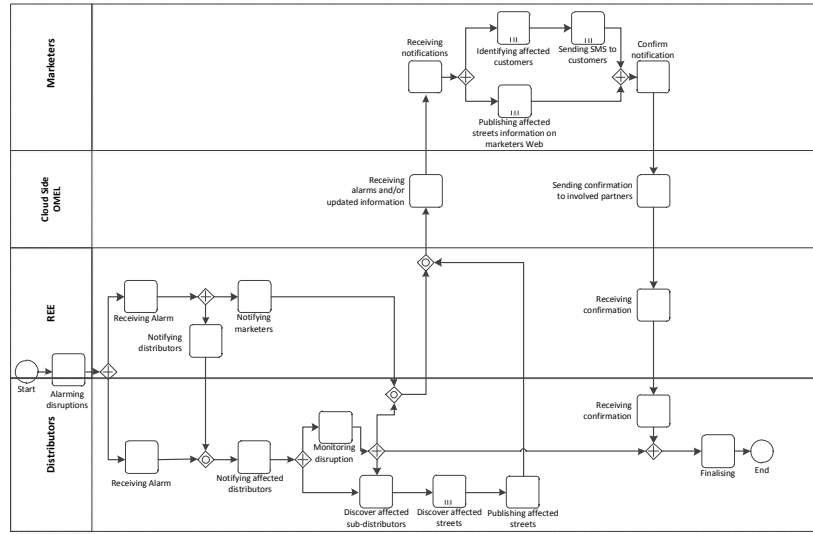 Marketers
Receiving
notifications
Identifying affected
customers
Sending SMS to
customers
Confirm
notification
Publishing affected
streets information on
marketers Web
Cloud Side
OMEL
Receiving
alarms and/or
updated information
Sending confirmation
to involved partners
REE
Receiving Alarm
Notifying
marketers
Notifying
distributors
Receiving
confirmation
Start
Alarming
disruptions
Distributors
Receiving Alarm
Notifying affected
distributors
Monitoring
disruption
Discover affected
sub-distributors
Discover affected
streets
Publishing affected
streets
Receiving
confirmation
Finalising
End